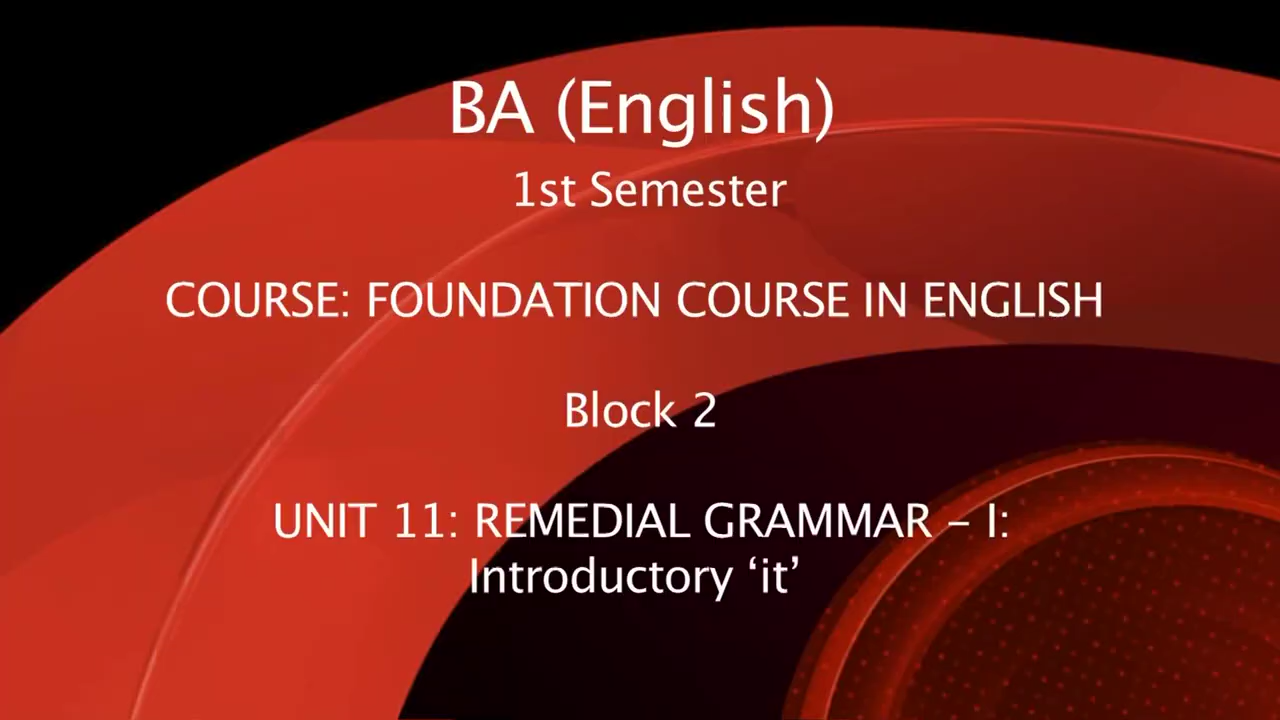 BA (English)
1st Semester
COURSE: FOUNDATION COURSE IN ENGLISH
Block 2
UNIT 11: REMEDIAL GRAMMAR – I:
Introductory ‘it’